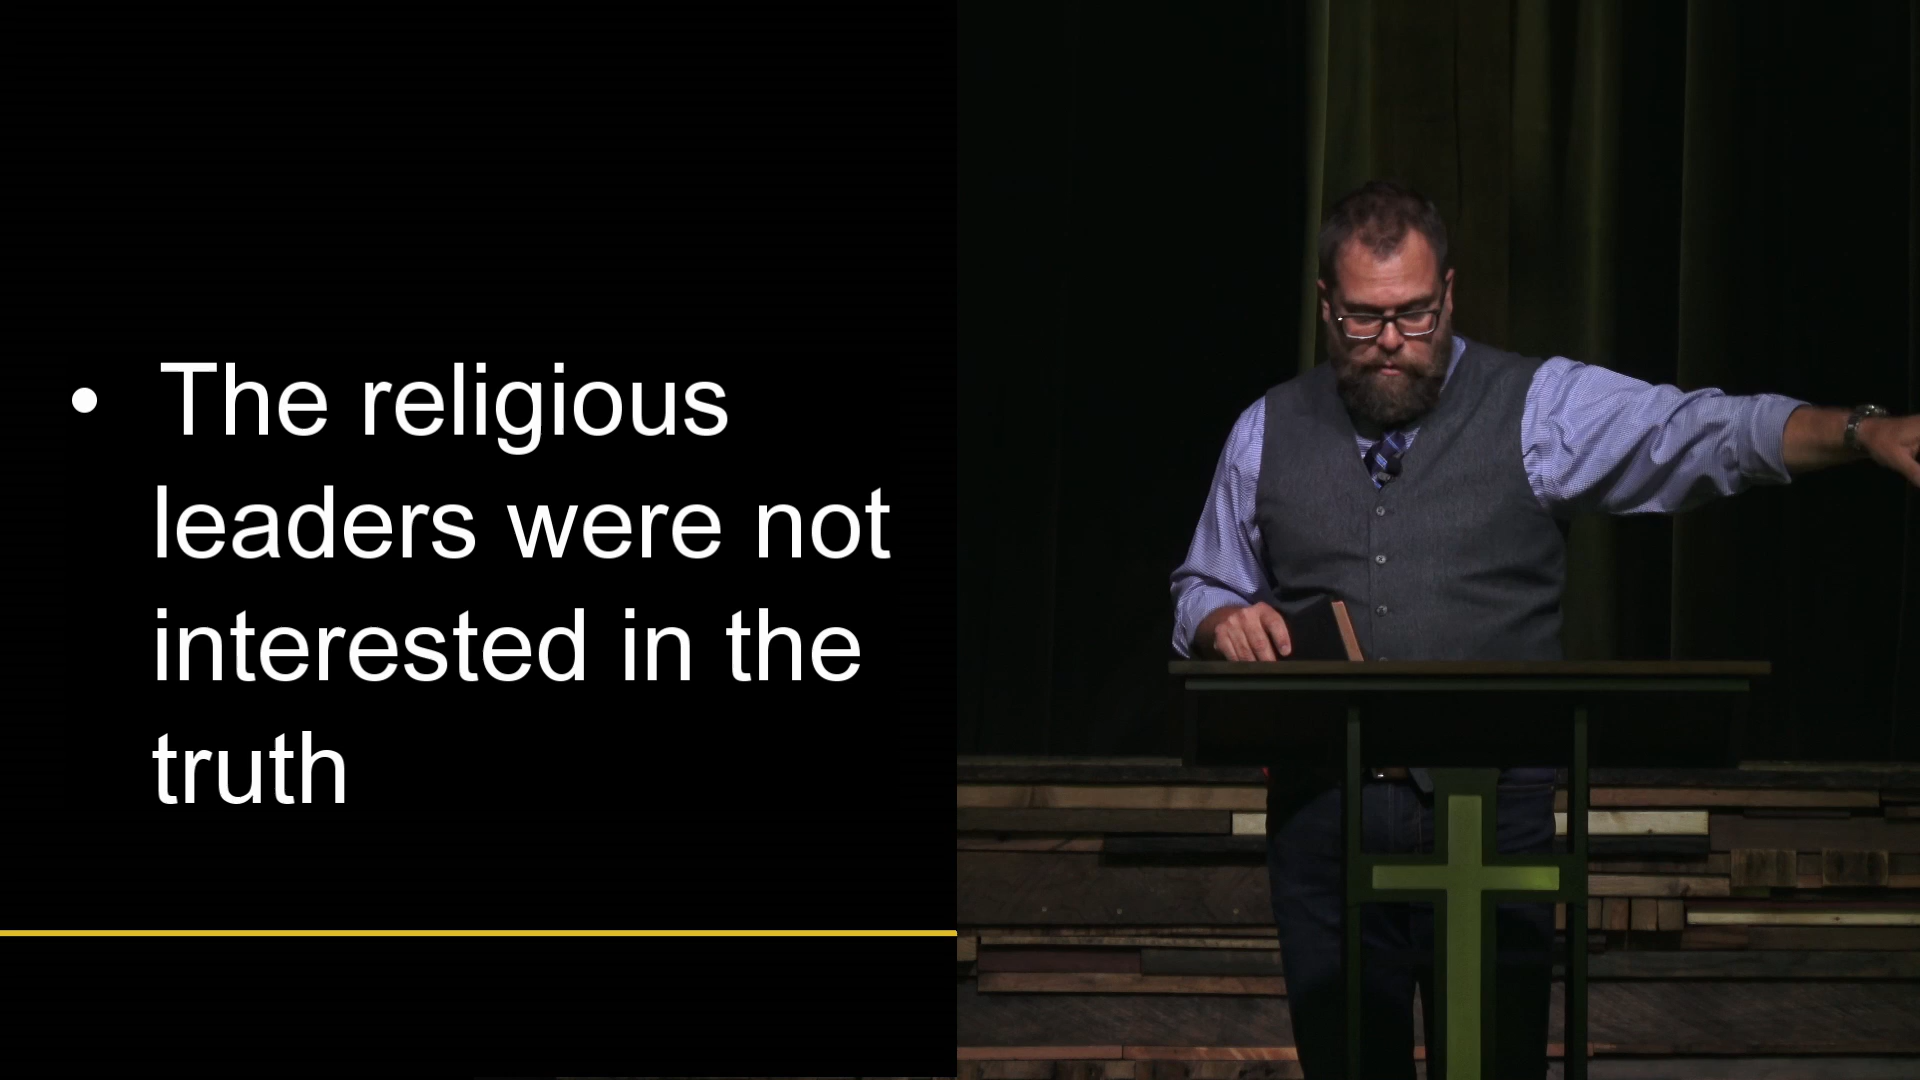 • The religious
leaders were not
interested in the
truth